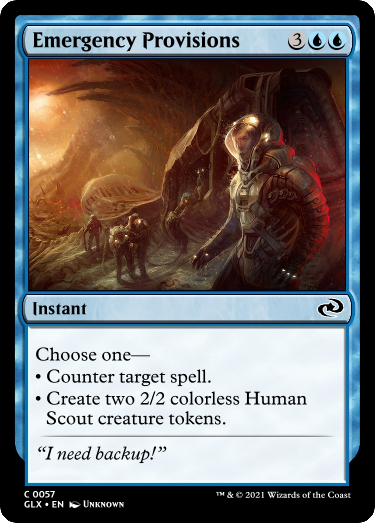 Emergency Provisions 3
Instant
Choose one—
• Counter target spell.
• Create two 2/2 colorless Human
Scout creature tokens.
“I need backup!”
C 0057
GLX • EN Unknown
™ & © 2021 Wizards of the Coast